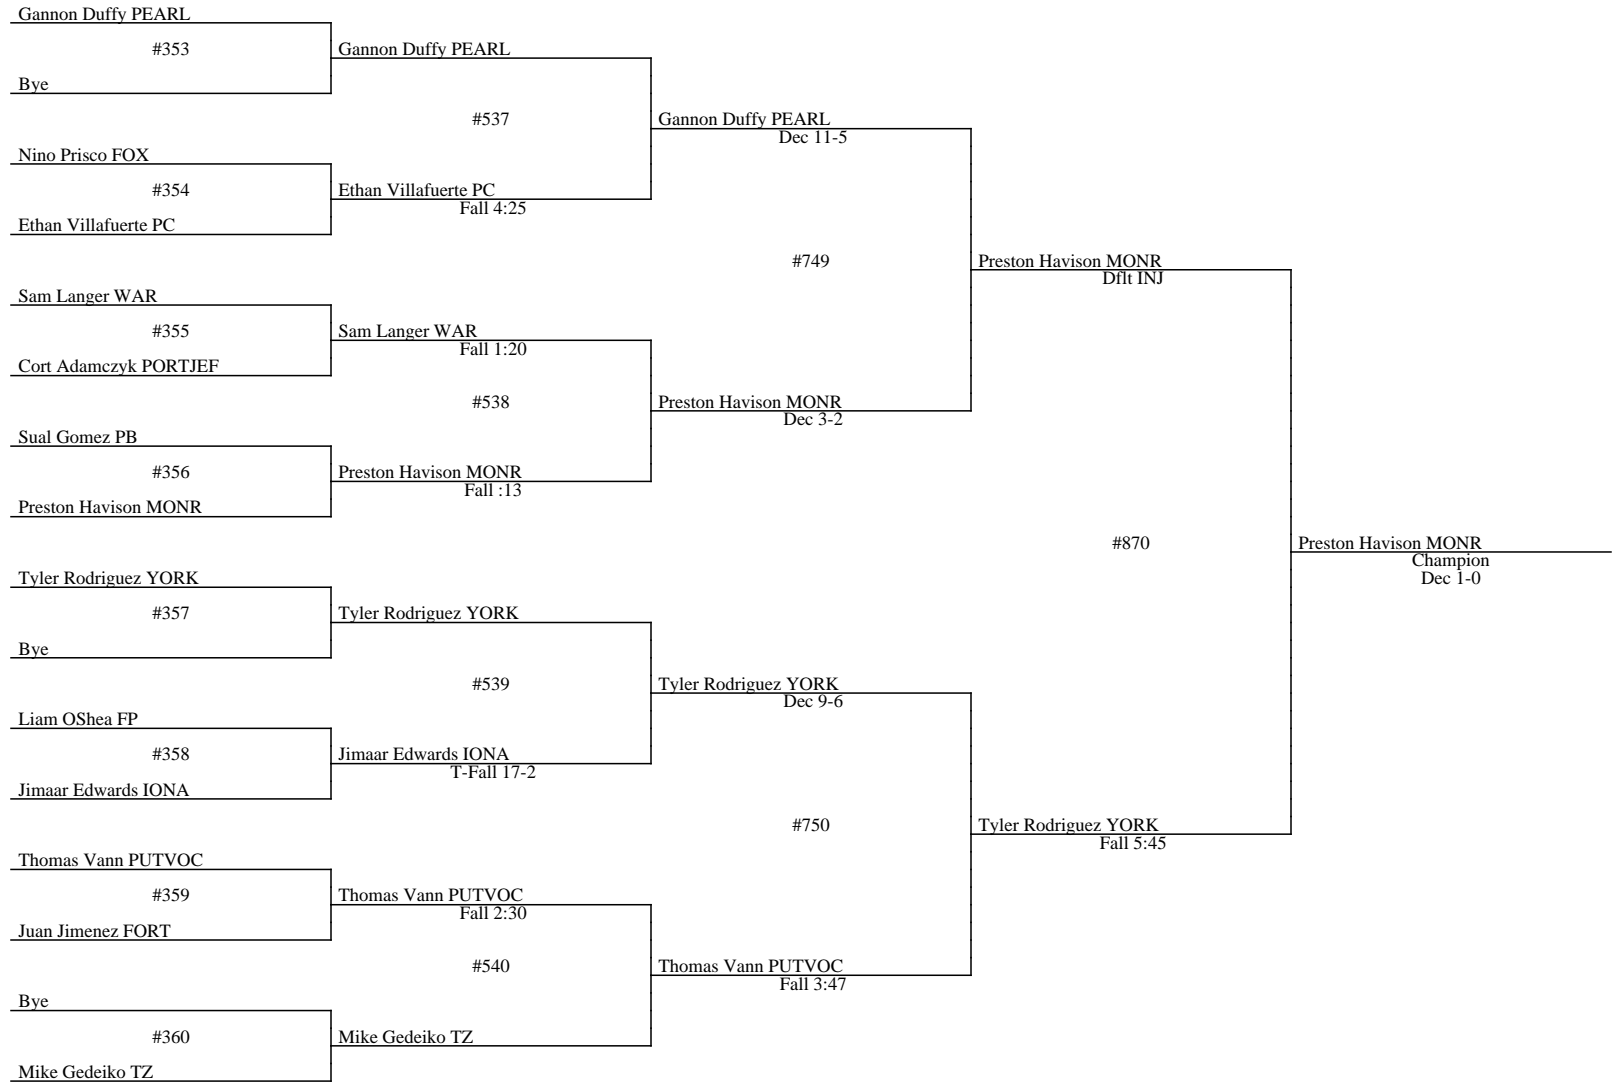 Gannon Duffy PEARL
#353
Bye
Gannon Duffy PEARL
#537
Gannon Duffy PEARL
Dec 11-5
Nino Prisco FOX
#354
Ethan Villafuerte PC
Ethan Villafuerte PC
Fall 4:25
#749
Preston Havison MONR
Dflt INJ
Sam Langer WAR
#355
Cort Adamczyk PORTJEF
Sam Langer WAR
Fall 1:20
#538
Preston Havison MONR
Dec 3-2
Sual Gomez PB
#356
Preston Havison MONR
Preston Havison MONR
Fall :13
#870
Preston Havison MONR
Champion
Dec 1-0
Tyler Rodriguez YORK
#357
Bye
Tyler Rodriguez YORK
#539
Tyler Rodriguez YORK
Dec 9-6
Liam OShea FP
#358
Jimaar Edwards IONA
Jimaar Edwards IONA
T-Fall 17-2
#750
Tyler Rodriguez YORK
Fall 5:45
Thomas Vann PUTVOC
#359
Juan Jimenez FORT
Thomas Vann PUTVOC
Fall 2:30
#540
Thomas Vann PUTVOC
Fall 3:47
Bye
#360
Mike Gedeiko TZ
Mike Gedeiko TZ